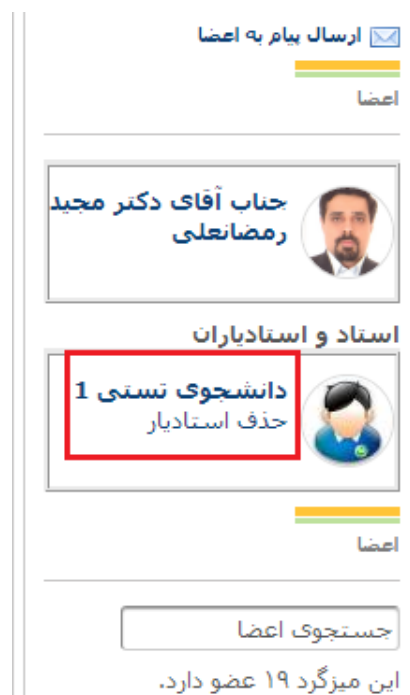 ارسال پیام به اعضا
اعضا
جناب آقای دکتر مجید
رمضانعلی
استاد و استادیاران
دانشجوی تستی 1
حذف استادیار
اعضا
جستجوی اعضا
این میزگرد ۱۹ عضو دارد.